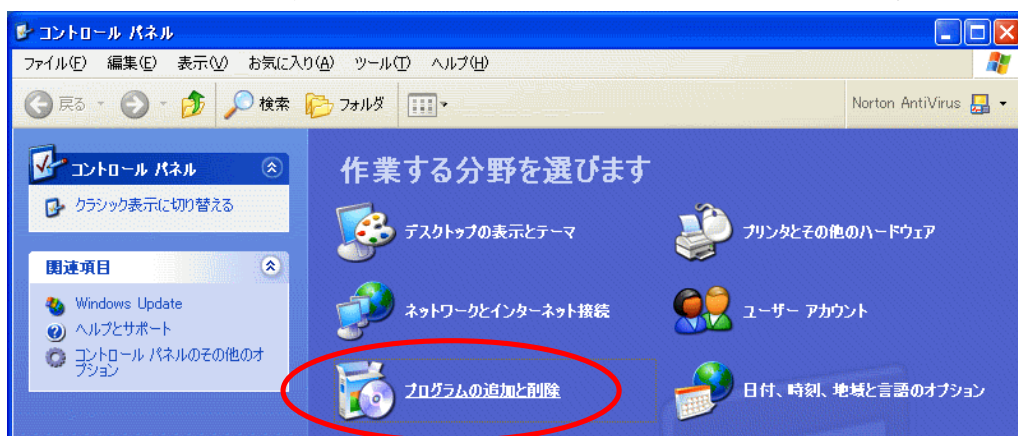 コントロール パネル
ファイル(F) 編集(E) 表示(V) お気に入り(A) ツール(T) ヘルプ(H)
戻る 検索 フォルダ Norton AntiVirus
コントロール パネル
クラシック表示に切り替える
関連項目
Windows Update
ヘルプとサポート
コントロール パネルのその他のオ
プション
作業する分野を選びます
デスクトップの表示とテーマ
プリンタとその他のハードウェア
ネットワークとインターネット接続
ユーザー アカウント
プログラムの追加と削除
日付、時刻、地域と言語のオプション